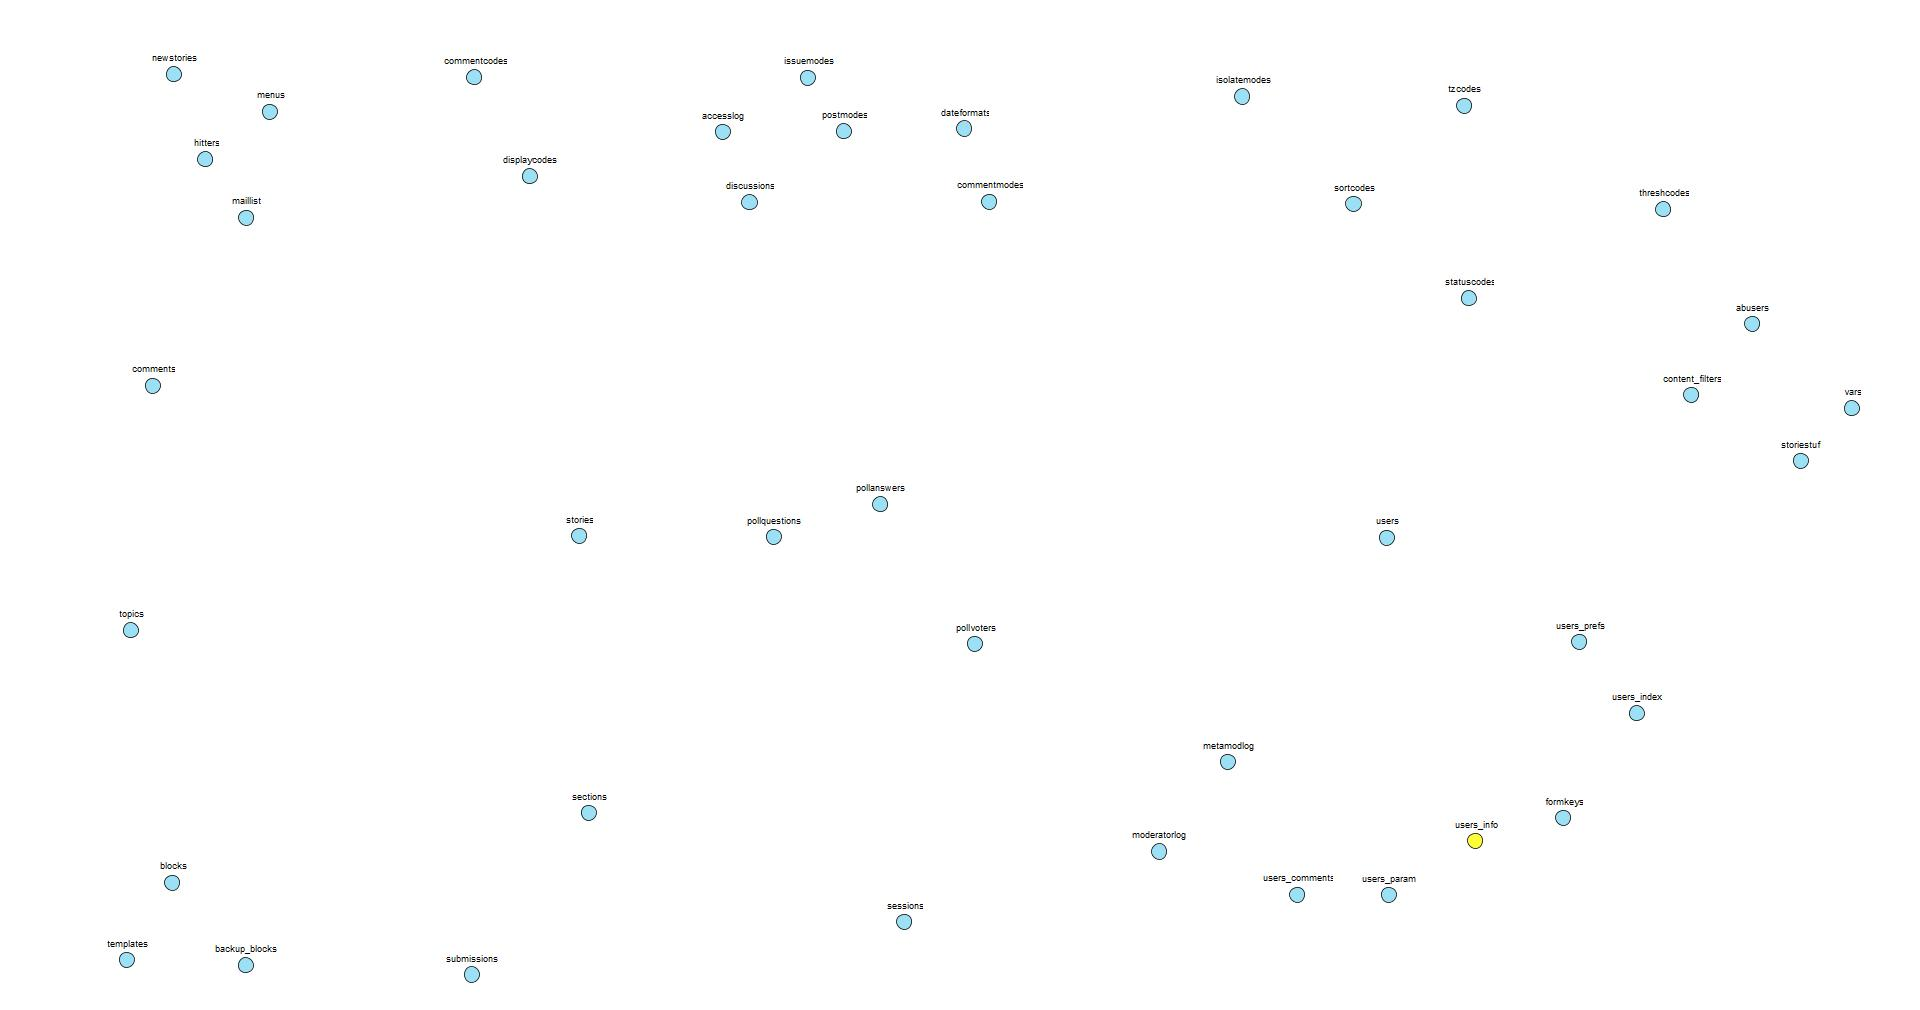 newstories
commentcodes
issuemodes
isolatemodes
tzcodes
menus
accesslog
postmodes
dateformats
hitters
displaycodes
discussions
commentmodes
sortcodes
threshcodes
maillist
statuscodes
abusers
comments
content_filters
vars
storiestuf
pollanswers
stories
pollquestions
users
topics
pollvoters
users_prefs
users_index
metamodlog
sections
formkeys
users_info
moderatorlog
blocks
users_comments
users_param
sessions
templates
backup_blocks
submissions